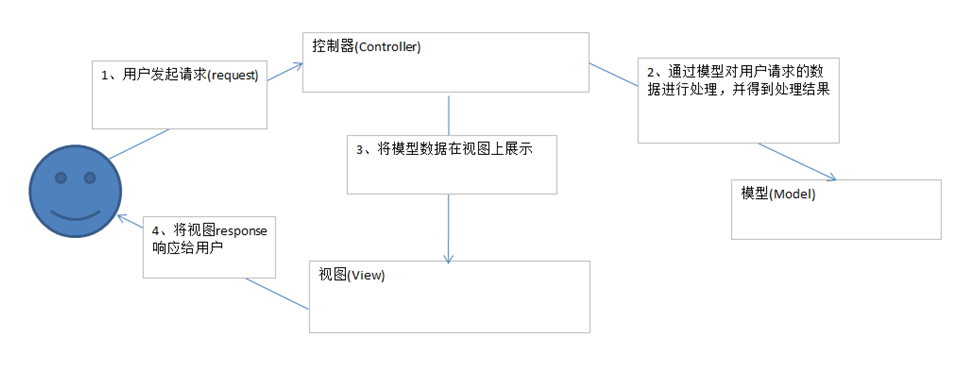 控制器(Controller)
1、用户发起请求(request)
2、通过模型对用户请求的数
据进行处理，并得到处理结果
3、将模型数据在视图上展示
模型(Model)
4、将视图response
响应给用户
视图(View)